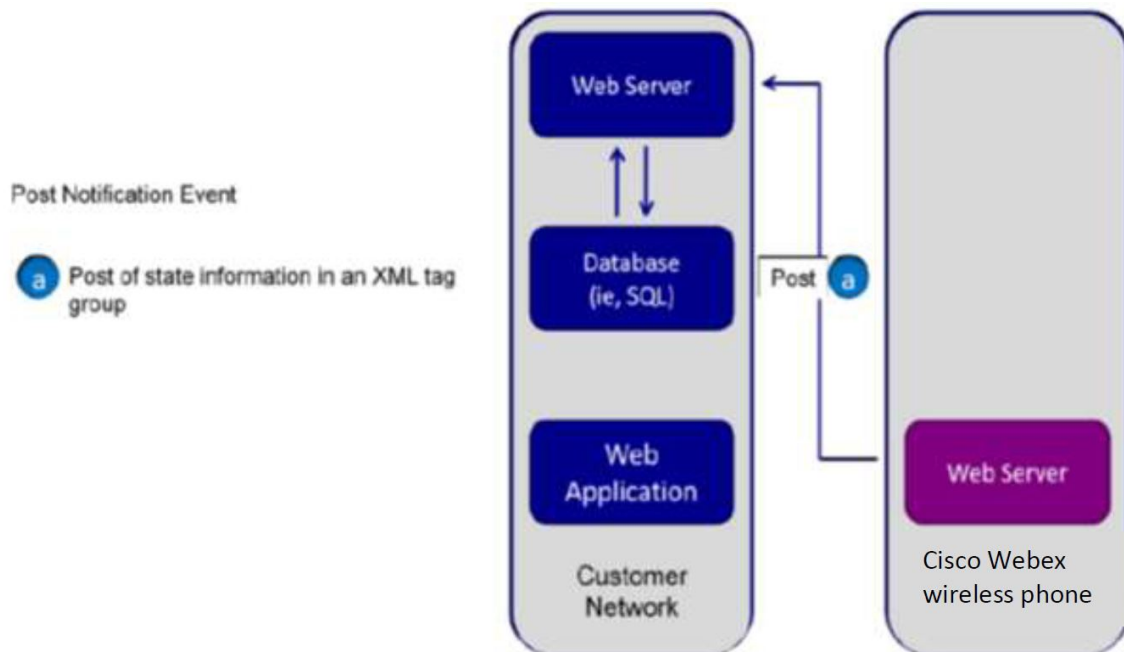 Post Notification Event
a Post of state information in an XML tag
group
Web Server
Database
(ie, SQL)
Post a
Web
Application
Customer
Network
Web Server
Cisco Webex
wireless phone